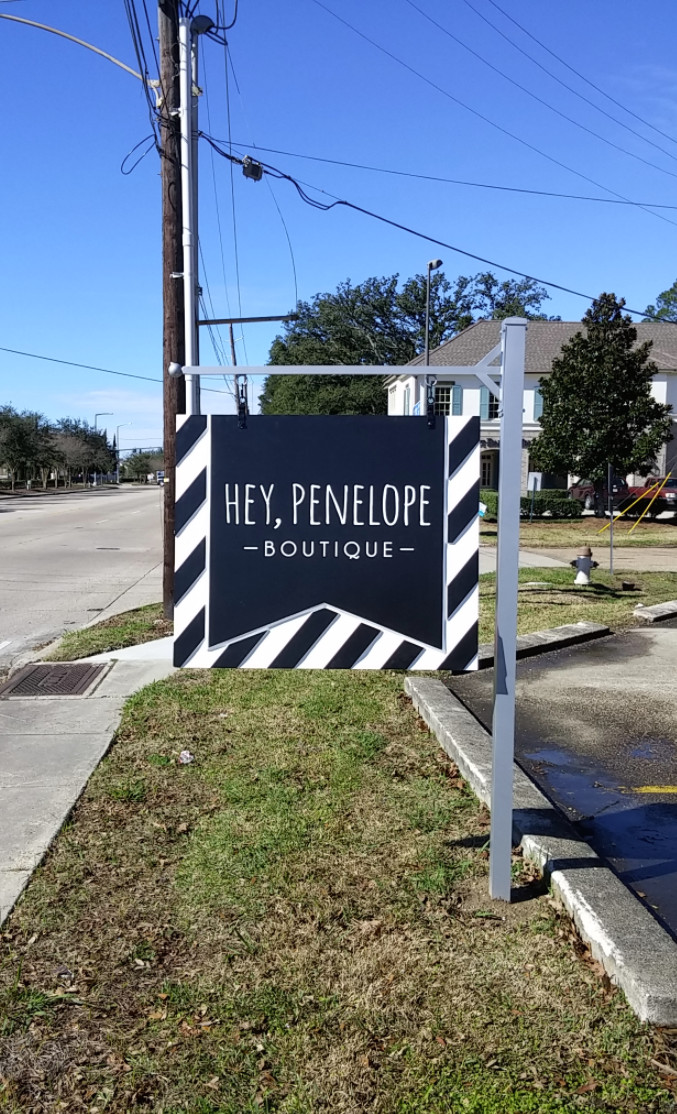 HEY, PENELOPE
– BOUTIQUE –